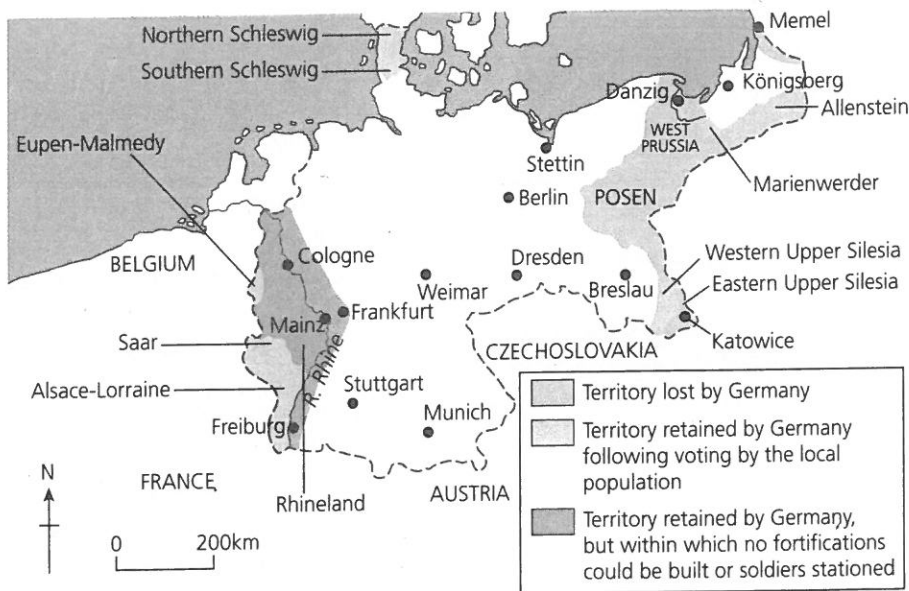 Northern Schleswig
Southern Schleswig
Memel
Königsberg
Danzig
Allenstein
WEST
PRUSSIA
Eupen-Malmedy
Stettin
Marienwerder
Berlin
POSEN
BELGIUM
Cologne
Western Upper Silesia
Dresden
Eastern Upper Silesia
Weimar
Breslau
Frankfurt
Mainz
Katowice
Saar
R. Rhine
CZECHOSLOVAKIA
Alsace-Lorraine
Stuttgart
Munich
Freiburg
N
FRANCE
Rhineland
AUSTRIA
0 200km
Territory lost by Germany
Territory retained by Germany
following voting by the local
population
Territory retained by Germany,
but within which no fortifications
could be built or soldiers stationed